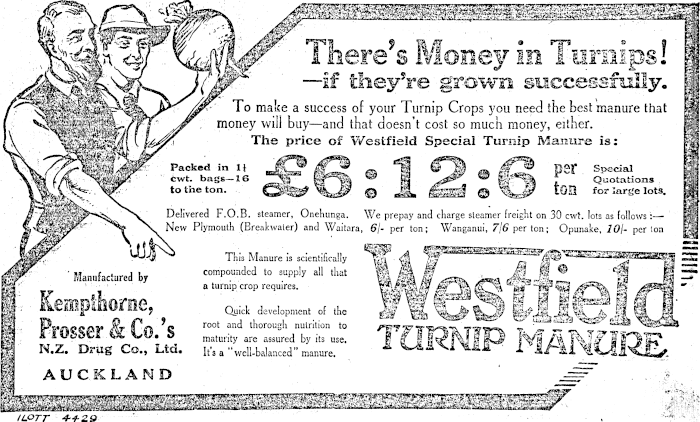 There's Money in Turnips!
—if they're grown successfully.
To make a success of your Turnip Crops you need the best manure that
money will buy—and that doesn't cost so much money, either.
The price of Westfield Special Turnip Manure is:
Packed in 1¼
cwt. bags—16
to the ton.
£6:12:6
per
ton
Special
Quotations
for large lots.
Delivered F.O.B. steamer, Onehunga. We prepay and charge steamer freight on 30 cwt. lots as follows:—
New Plymouth (Breakwater) and Waitara, 6/- per ton; Wanganui, 7/6 per ton; Opunake, 10/- per ton
Manufactured by
Kempthorne,
Prosser & Co.'s
N.Z. Drug Co., Ltd.
AUCKLAND
This Manure is scientifically
compounded to supply all that
a turnip crop requires.
Quick development of the
root and thorough nutrition to
maturity are assured by its use.
It's a "well-balanced" manure.
Westfield
TURNIP MANURE
ILOTT 4429